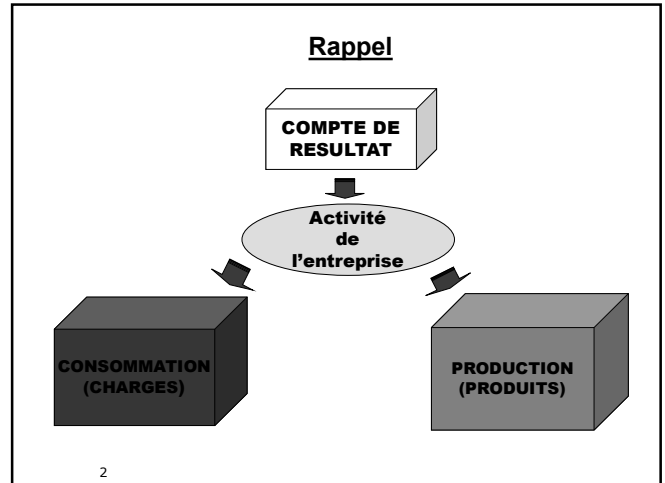 Rappel
COMPTE DE
RESULTAT
Activité
de
l'entreprise
CONSOMMATION
(CHARGES)
PRODUCTION
(PRODUITS)
2